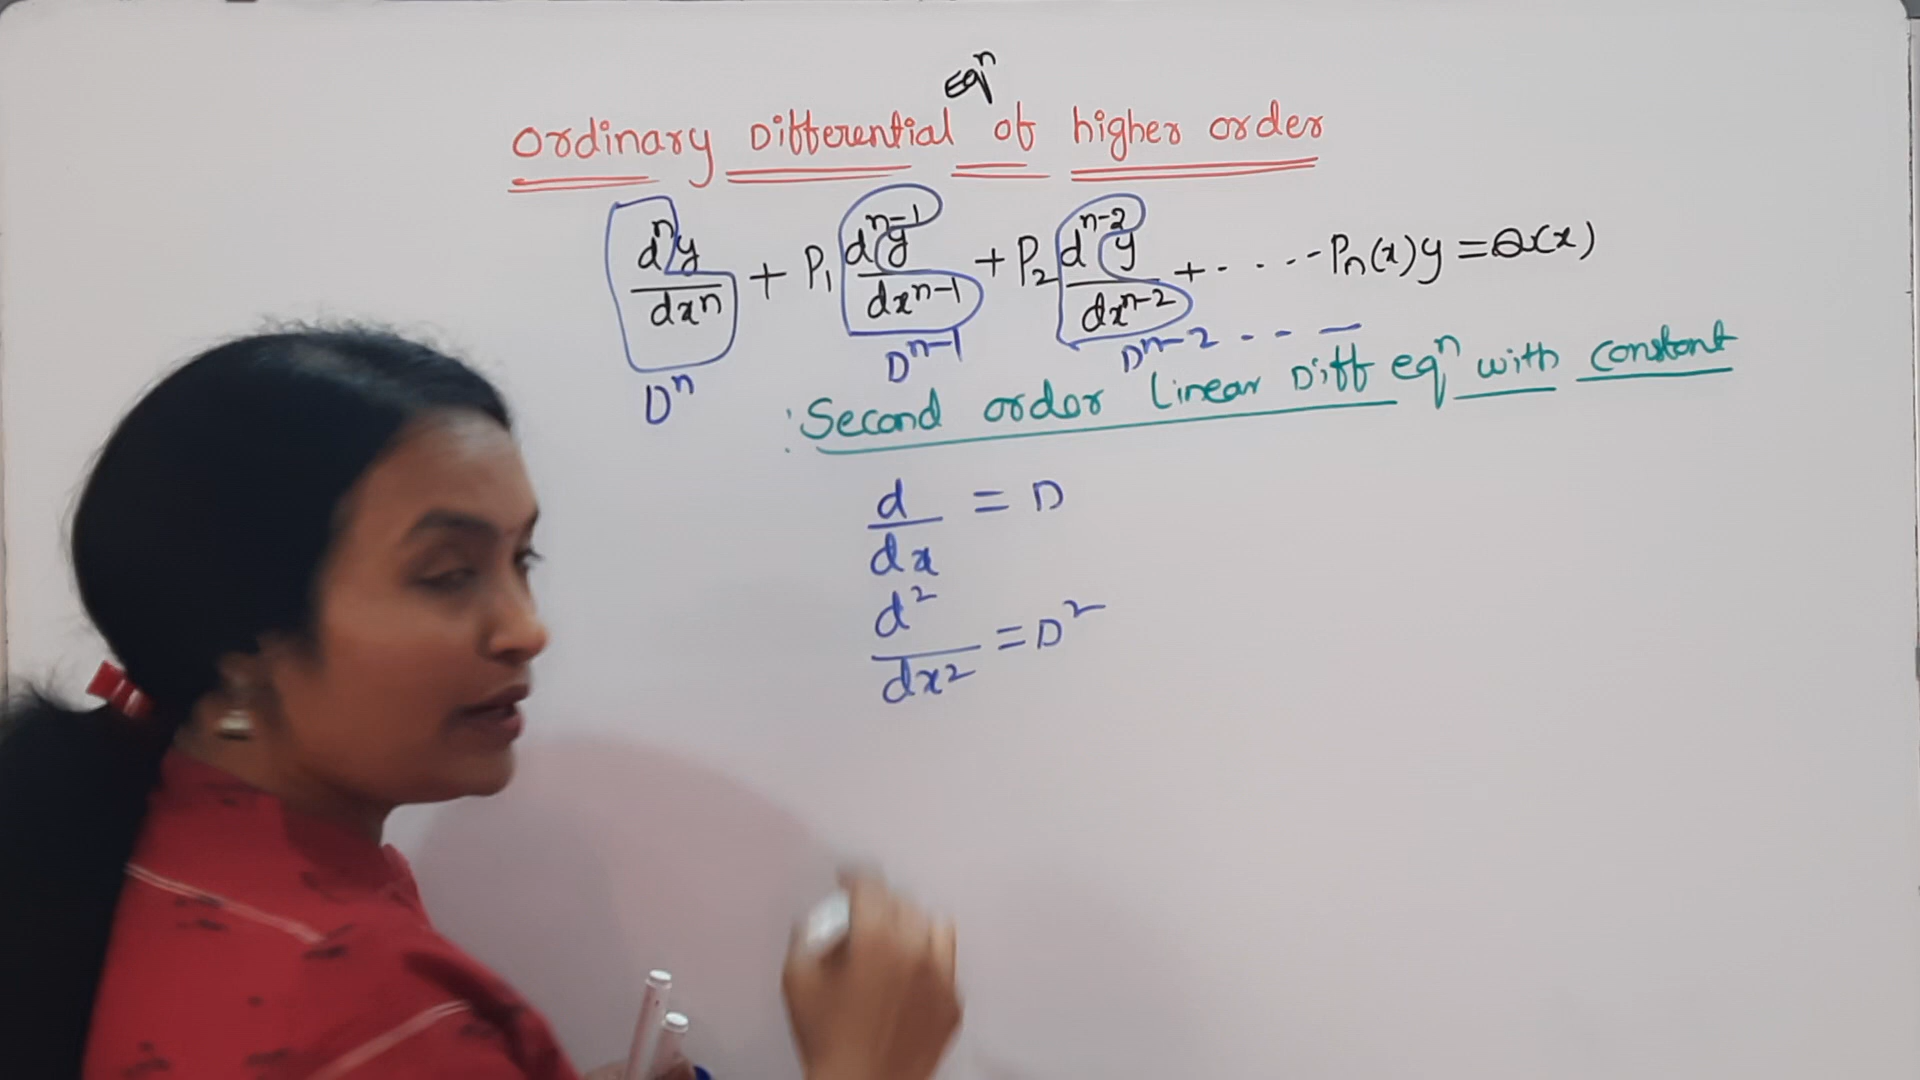 Eqⁿ
Ordinary Differential of higher order
dⁿy/dxⁿ + P₁ dⁿ⁻¹y/dxⁿ⁻¹ + P₂ dⁿ⁻²y/dxⁿ⁻² + ..... Pₙ(x)y = Q(x)
Dⁿ Dⁿ⁻¹ Dⁿ⁻² - - -
: Second order Linear Diff eqⁿ with constant
d/dx = D
d²/dx² = D²